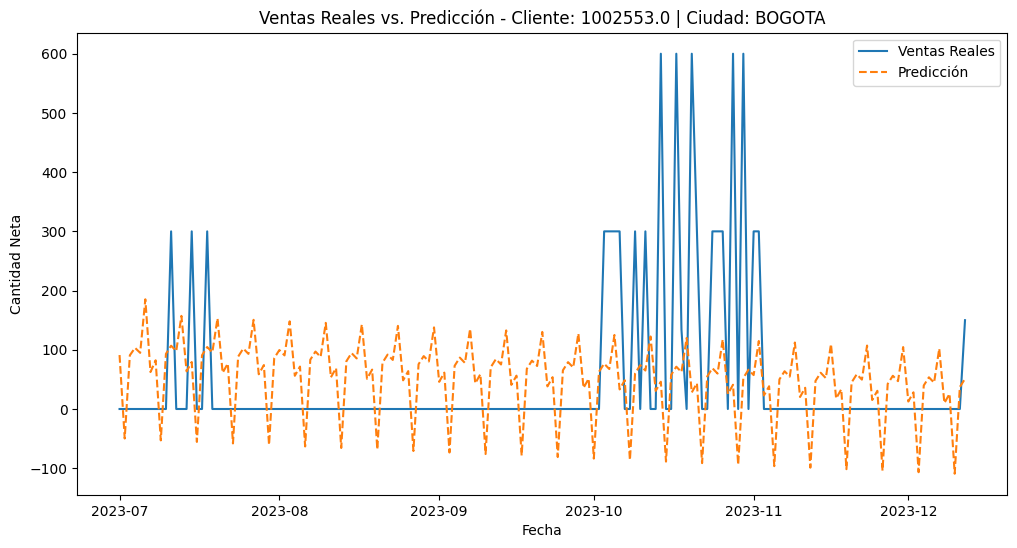 Ventas Reales vs. Predicción - Cliente: 1002553.0 | Ciudad: BOGOTA
Ventas Reales
Predicción
Cantidad Neta
600
500
400
300
200
100
0
−100
2023-07
2023-08
2023-09
2023-10
2023-11
2023-12
Fecha